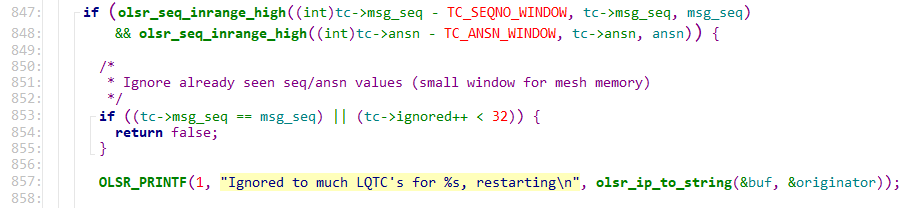 847: if (olsr_seq_inrange_high((int)tc->msg_seq - TC_SEQNO_WINDOW, tc->msg_seq, msg_seq)
848: && olsr_seq_inrange_high((int)tc->ansn - TC_ANSN_WINDOW, tc->ansn, ansn)) {
849:
850: /*
851: * Ignore already seen seq/ansn values (small window for mesh memory)
852: */
853: if ((tc->msg_seq == msg_seq) || (tc->ignored++ < 32)) {
854: return false;
855: }
856:
857: OLSR_PRINTF(1, "Ignored to much LQTC's for %s, restarting\n", olsr_ip_to_string(&buf, &originator));
858: